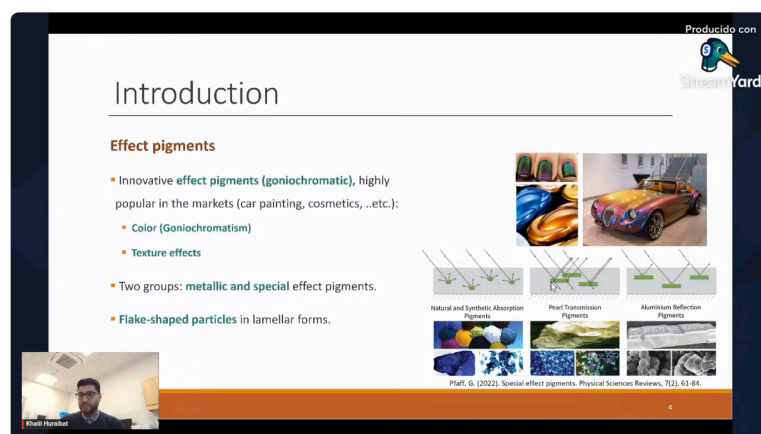 Producido con
StreamYard
Introduction
Effect pigments
Innovative effect pigments (goniochromatic), highly
popular in the markets (car painting, cosmetics, ..etc.):
Color (Goniochromatism)
Texture effects
Two groups: metallic and special effect pigments.
Flake-shaped particles in lamellar forms.
Natural and Synthetic Absorption
Pigments
Pearl Transmission
Pigments
Aluminium Reflection
Pigments
Pfaff, G. (2022). Special effect pigments. Physical Sciences Reviews, 7(2), 61-84.
4
Khalil Huraibat